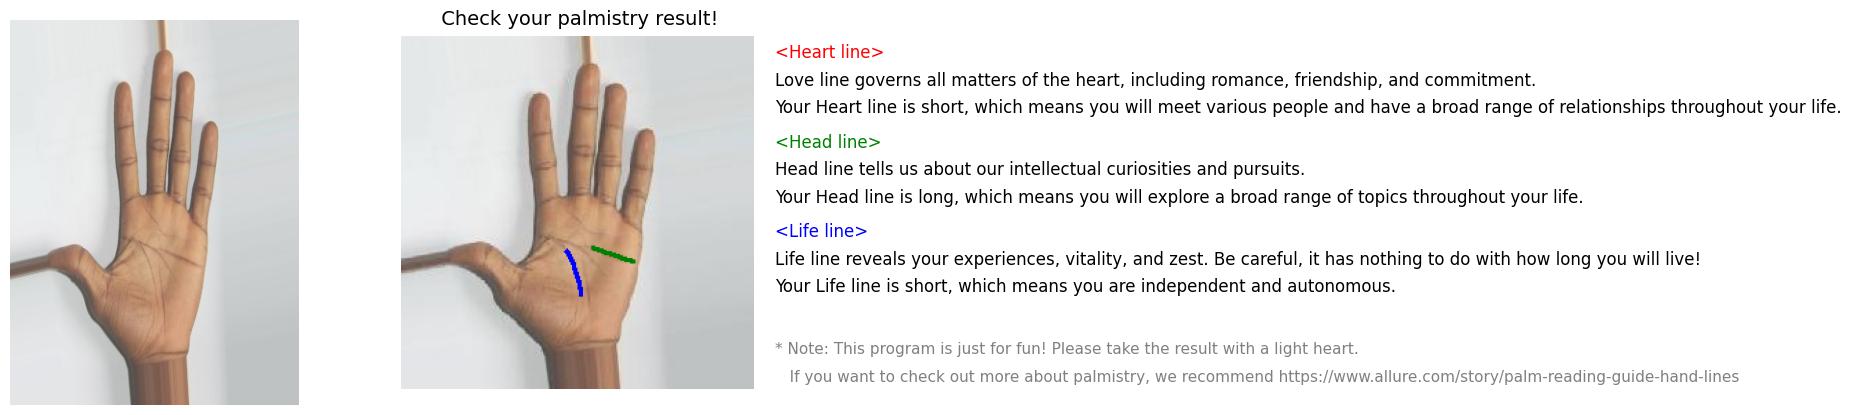 Check your palmistry result!
<Heart line>
Love line governs all matters of the heart, including romance, friendship, and commitment.
Your Heart line is short, which means you will meet various people and have a broad range of relationships throughout your life.
<Head line>
Head line tells us about our intellectual curiosities and pursuits.
Your Head line is long, which means you will explore a broad range of topics throughout your life.
<Life line>
Life line reveals your experiences, vitality, and zest. Be careful, it has nothing to do with how long you will live!
Your Life line is short, which means you are independent and autonomous.
* Note: This program is just for fun! Please take the result with a light heart.
If you want to check out more about palmistry, we recommend https://www.allure.com/story/palm-reading-guide-hand-lines